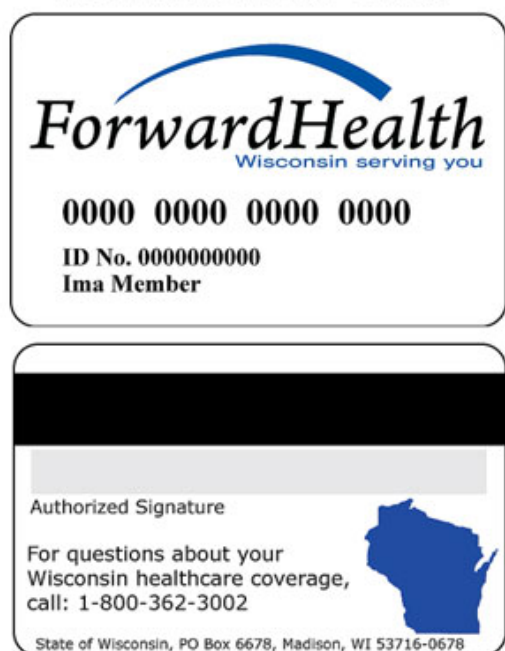 ForwardHealth
Wisconsin serving you
0000 0000 0000 0000
ID No. 0000000000
Ima Member
Authorized Signature
For questions about your
Wisconsin healthcare coverage,
call: 1-800-362-3002
State of Wisconsin, PO Box 6678, Madison, WI 53716-0678